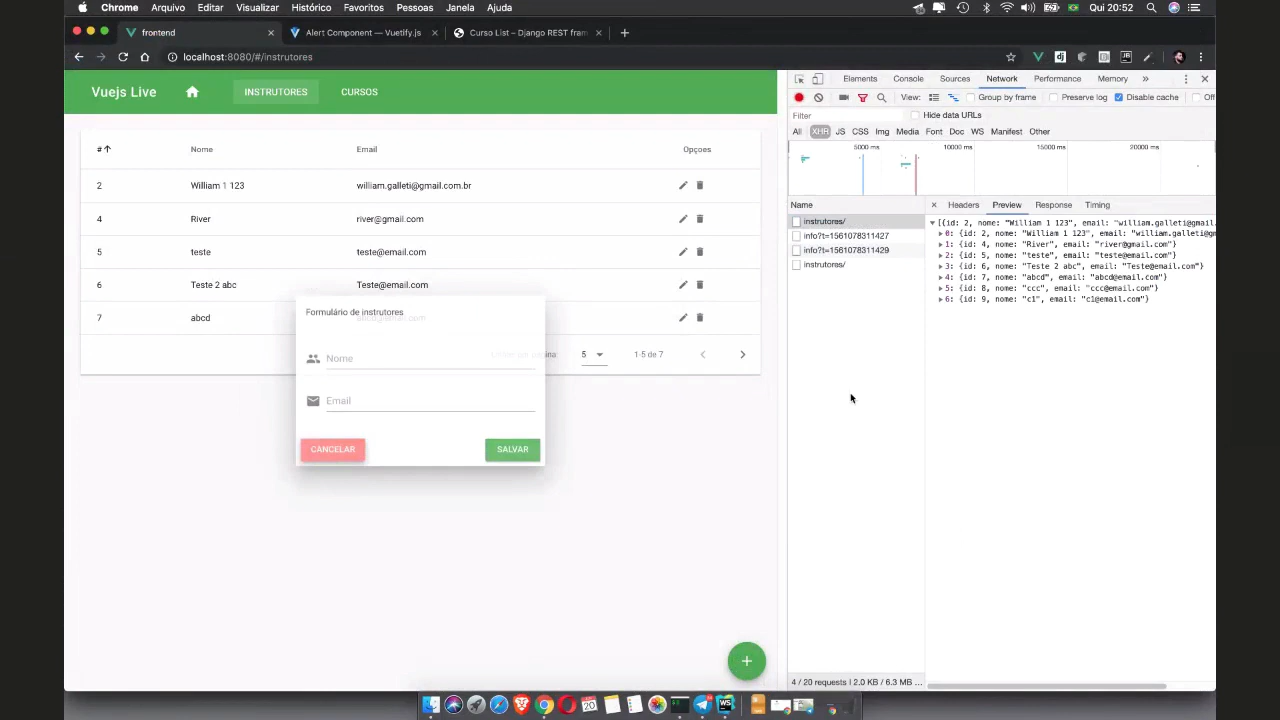 Chrome Arquivo Editar Visualizar Histórico Favoritos Pessoas Janela Ajuda
Qui 20:52
frontend
Alert Component — Vuetify.js
Curso List – Django REST fram
localhost:8080/#/instrutores
Vuejs Live
INSTRUTORES
CURSOS
# Nome Email Opçoes
2 William 1 123 william.galleti@gmail.com.br
4 River river@gmail.com
5 teste teste@email.com
6 Teste 2 abc Teste@email.com
7 abcd abcd@email.com
5 1-5 de 7
Formulário de instrutores
Nome
Email
CANCELAR SALVAR
Elements Console Sources Network Performance Memory »
View: Group by frame Preserve log Disable cache Off
Filter Hide data URLs
All XHR JS CSS Img Media Font Doc WS Manifest Other
5000 ms 10000 ms 15000 ms 20000 ms
Name
instrutores/
info?t=1561078311427
info?t=1561078311429
instrutores/
Headers Preview Response Timing
[{id: 2, nome: "William 1 123", email: "william.galleti@gmail.
0: {id: 2, nome: "William 1 123", email: "william.galleti@gm
1: {id: 4, nome: "River", email: "river@gmail.com"}
2: {id: 5, nome: "teste", email: "teste@email.com"}
3: {id: 6, nome: "Teste 2 abc", email: "Teste@email.com"}
4: {id: 7, nome: "abcd", email: "abcd@email.com"}
5: {id: 8, nome: "ccc", email: "ccc@email.com"}
6: {id: 9, nome: "c1", email: "c1@email.com"}
4 / 20 requests | 2.0 KB / 6.3 MB ...